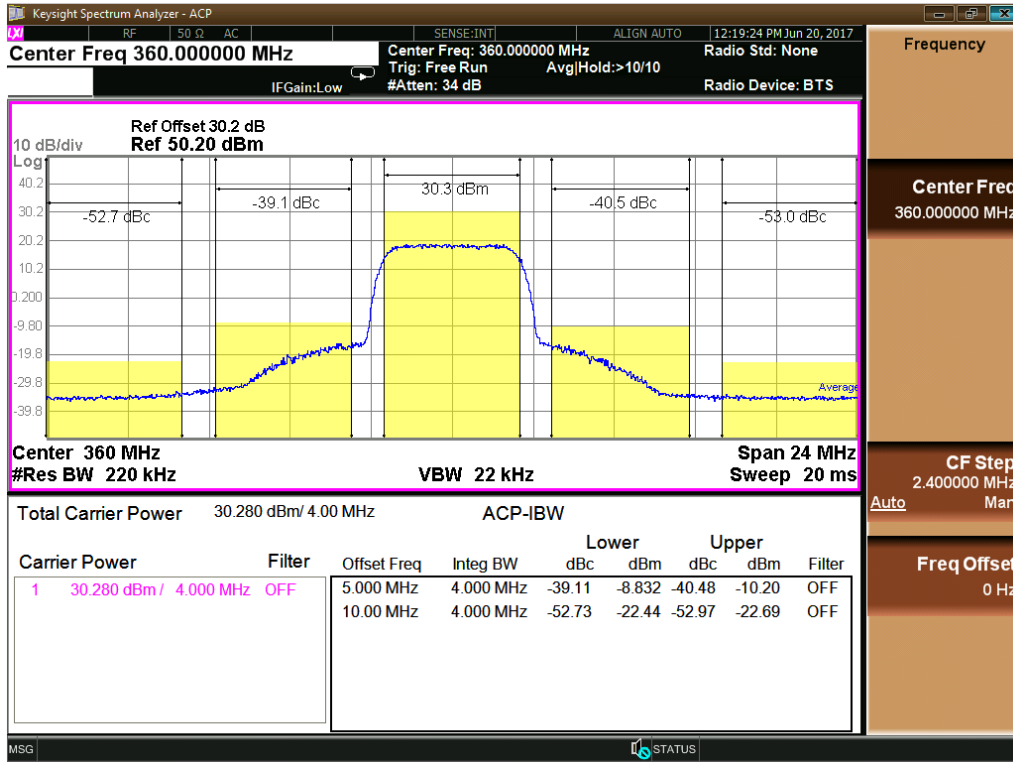 Keysight Spectrum Analyzer - ACP
LXI RF 50 Ω AC SENSE:INT ALIGN AUTO 12:19:24 PM Jun 20, 2017
Center Freq 360.000000 MHz
Center Freq: 360.000000 MHz Radio Std: None
Trig: Free Run Avg|Hold:>10/10
IFGain:Low #Atten: 34 dB Radio Device: BTS
Frequency
Ref Offset 30.2 dB
10 dB/div Ref 50.20 dBm
Log
40.2
30.2
20.2
10.2
0.200
-9.80
-19.8
-29.8
-39.8
-52.7 dBc
-39.1 dBc
30.3 dBm
-40.5 dBc
-53.0 dBc
Average
Center 360 MHz Span 24 MHz
#Res BW 220 kHz VBW 22 kHz Sweep 20 ms
Total Carrier Power 30.280 dBm/ 4.00 MHz ACP-IBW
Lower Upper
Carrier Power Filter Offset Freq Integ BW dBc dBm dBc dBm Filter
1 30.280 dBm / 4.000 MHz OFF 5.000 MHz 4.000 MHz -39.11 -8.832 -40.48 -10.20 OFF
10.00 MHz 4.000 MHz -52.73 -22.44 -52.97 -22.69 OFF
Center Freq
360.000000 MHz
CF Step
2.400000 MHz
Auto Man
Freq Offset
0 Hz
MSG STATUS